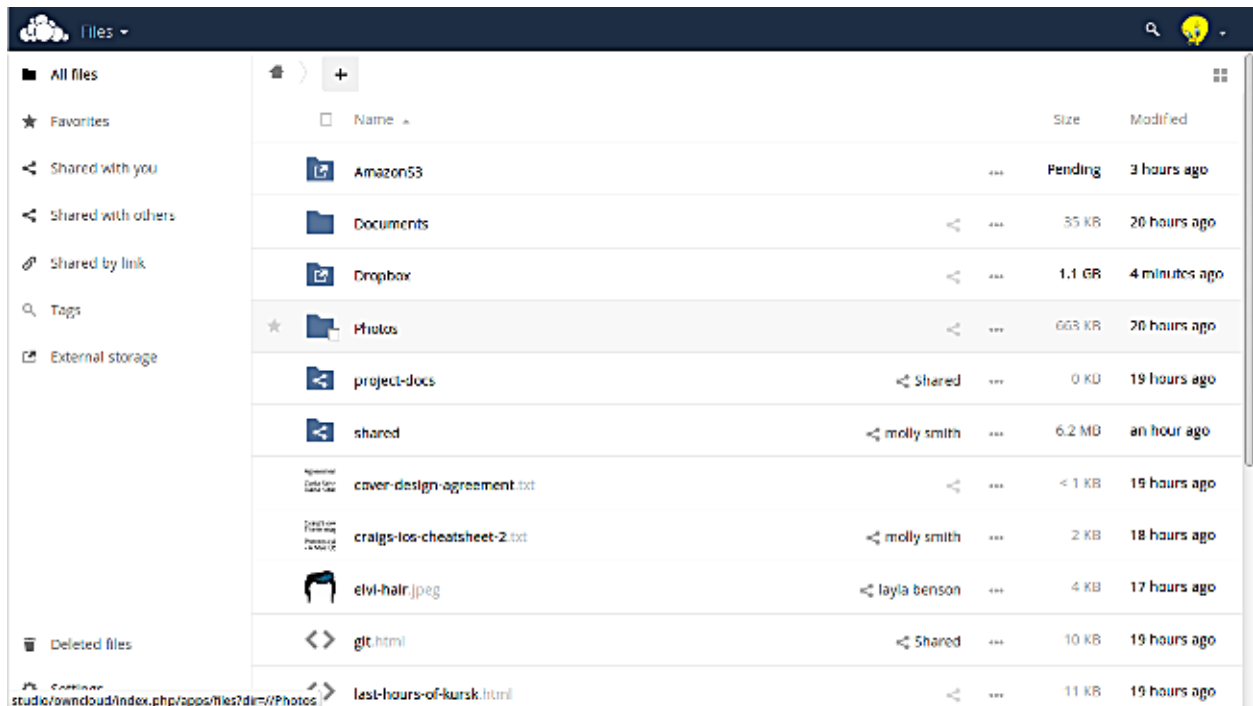 Files
All files
Favorites
Shared with you
Shared with others
Shared by link
Tags
External storage
Deleted files
Settings
studio/owncloud/index.php/apps/files?dir=//Photos
+
Name Size Modified
AmazonS3 ... Pending 3 hours ago
Documents ... 35 KB 20 hours ago
Dropbox ... 1.1 GB 4 minutes ago
Photos ... 663 KB 20 hours ago
project-docs Shared ... 0 KB 19 hours ago
shared molly smith ... 6.2 MB an hour ago
cover-design-agreement.txt ... < 1 KB 19 hours ago
craigs-ios-cheatsheet-2.txt molly smith ... 2 KB 18 hours ago
elvi-hair.jpeg layla benson ... 4 KB 17 hours ago
git.html Shared ... 10 KB 19 hours ago
last-hours-of-kursk.html ... 11 KB 19 hours ago